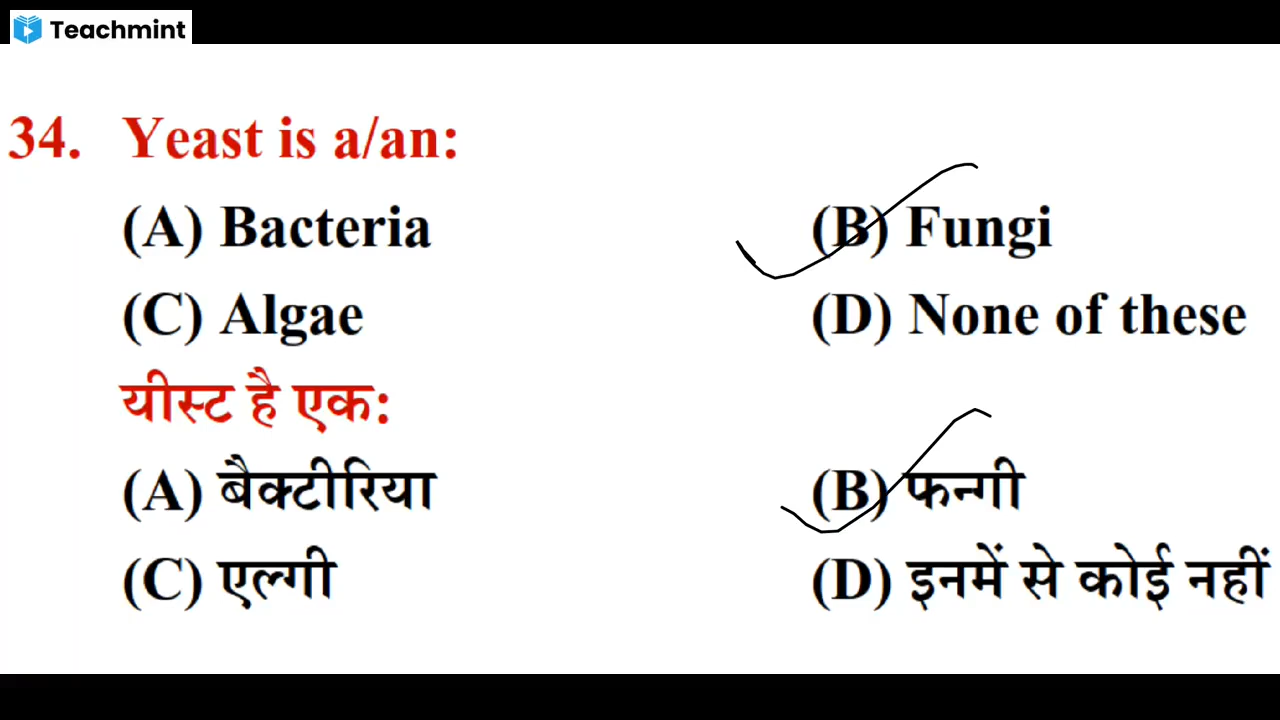 Teachmint
34. Yeast is a/an:
(A) Bacteria (B) Fungi
(C) Algae (D) None of these
यीस्ट है एक:
(A) बैक्टीरिया (B) फन्गी
(C) एल्गी (D) इनमें से कोई नहीं